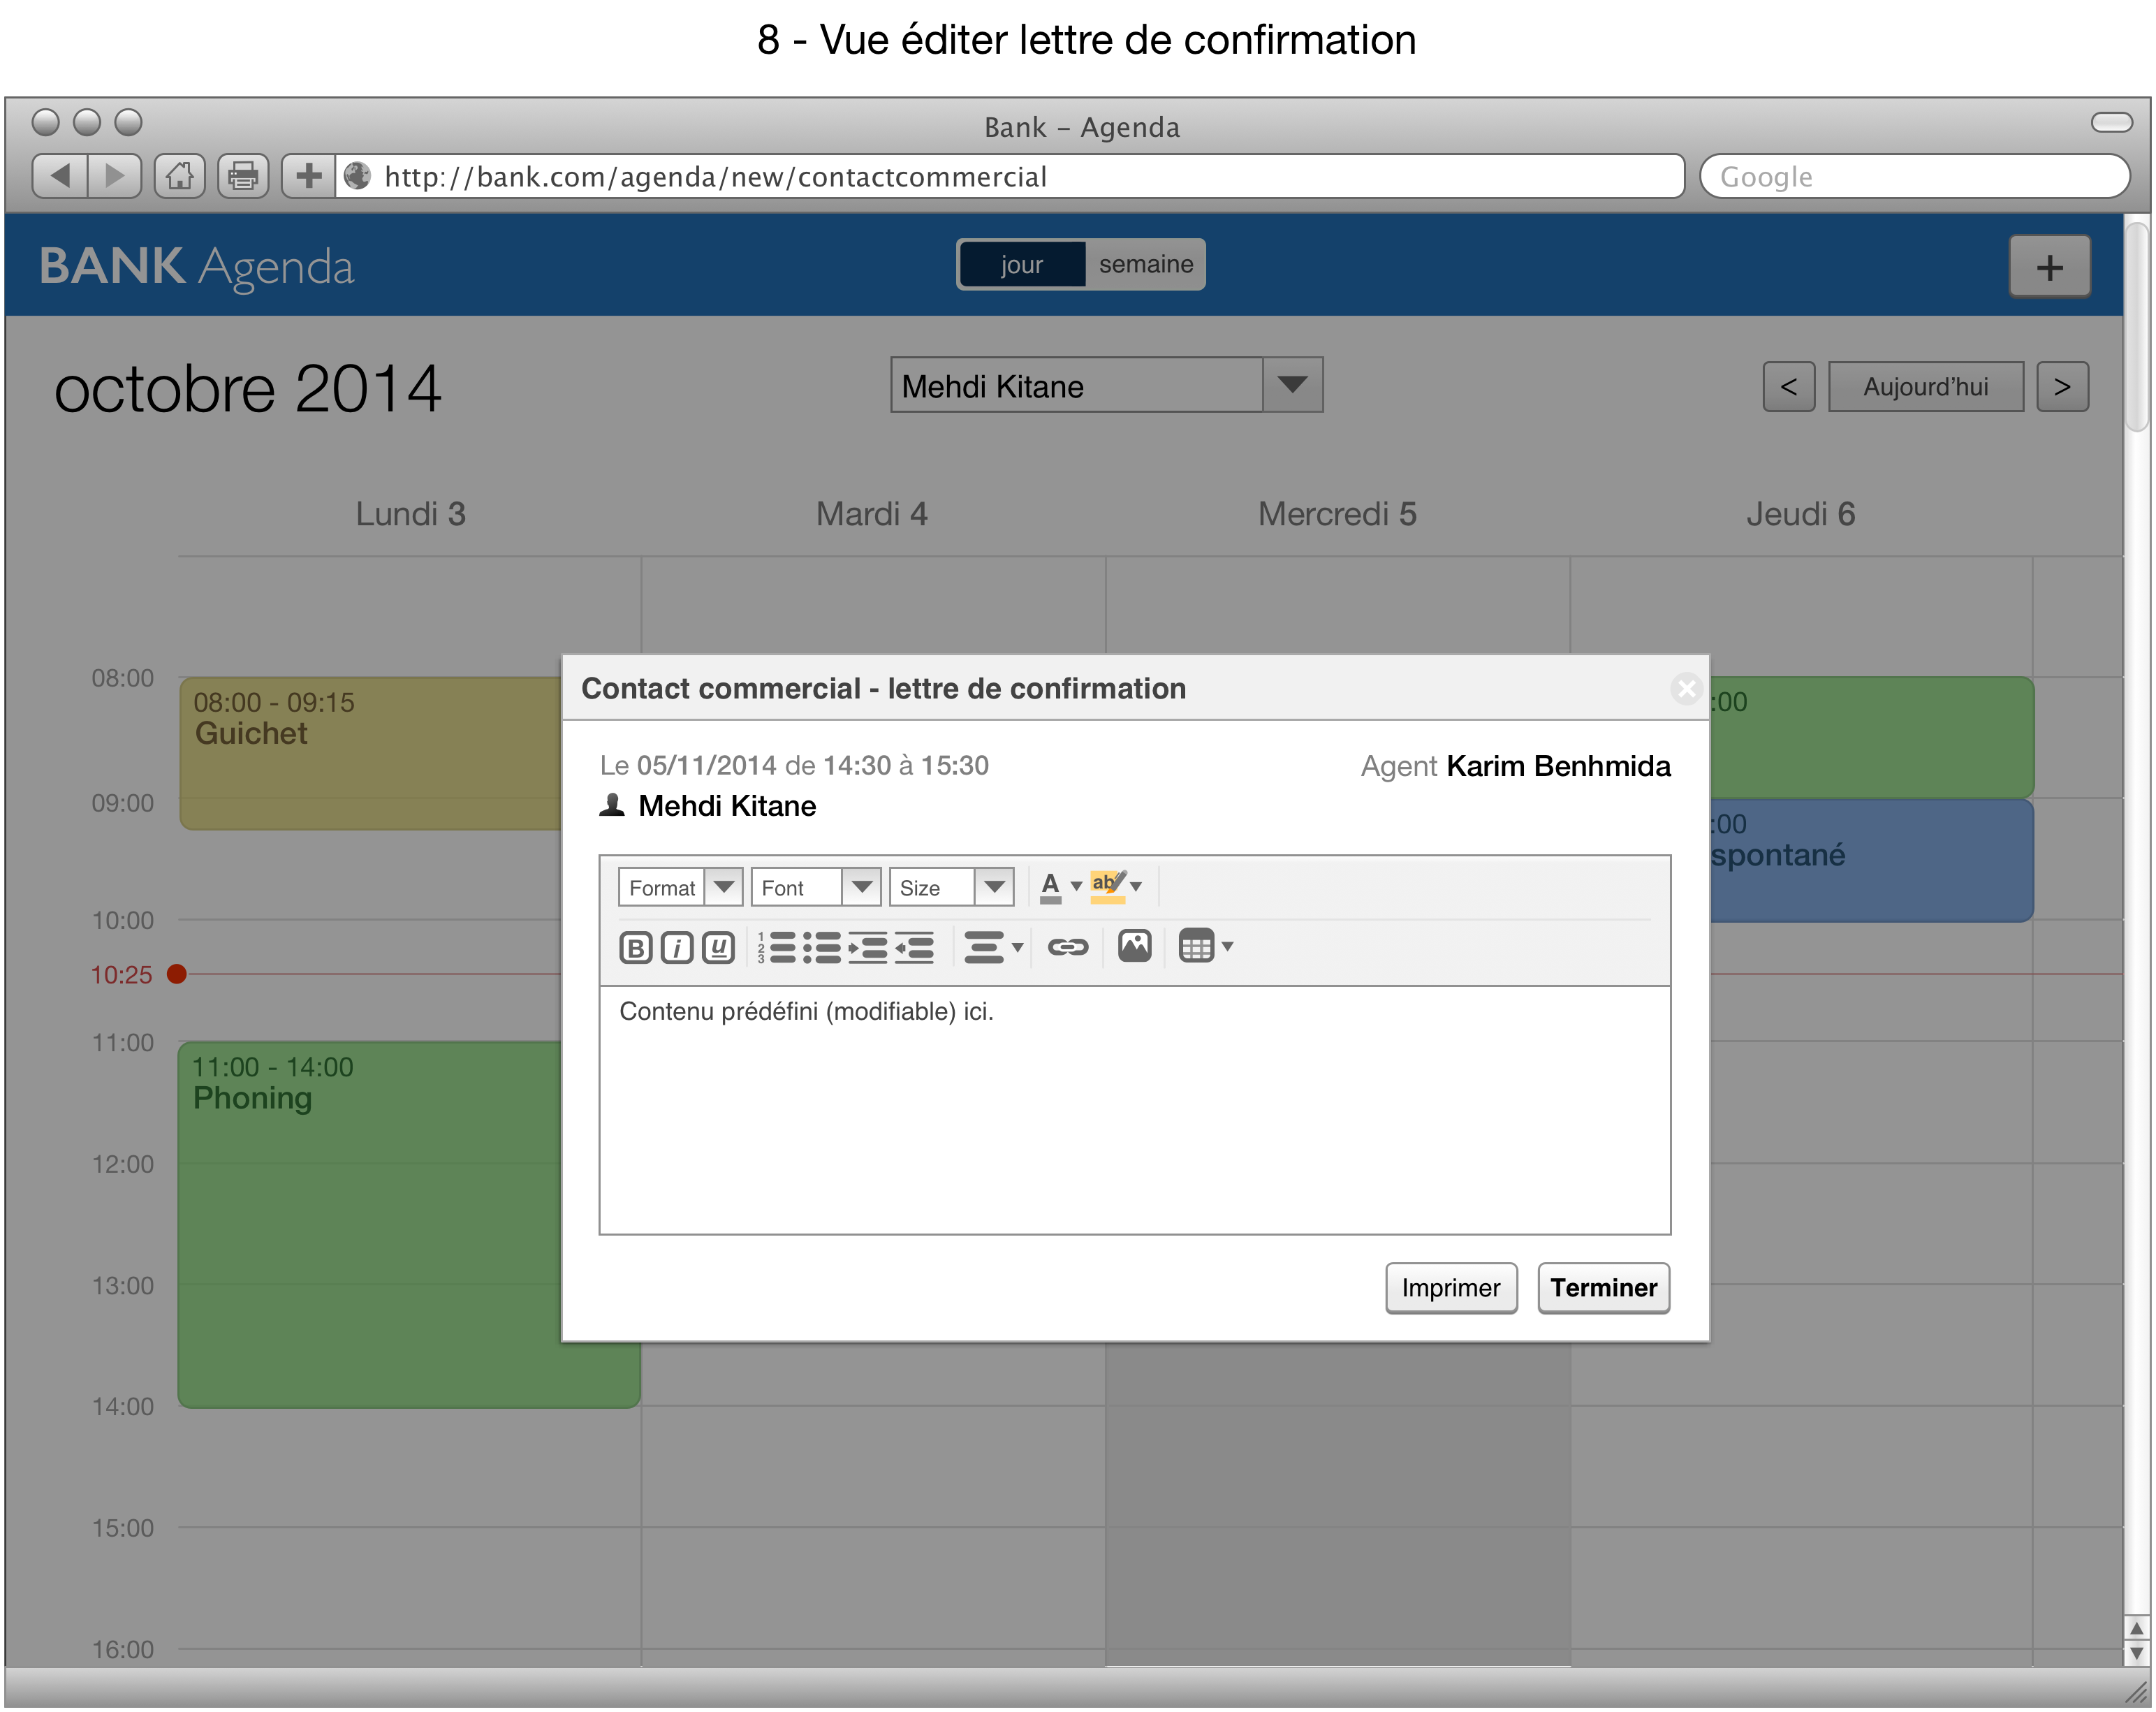 8 - Vue éditer lettre de confirmation
Bank – Agenda
http://bank.com/agenda/new/contactcommercial
Google
BANK Agenda
jour
semaine
+
octobre 2014
Mehdi Kitane
<
Aujourd'hui
>
Lundi 3
Mardi 4
Mercredi 5
Jeudi 6
08:00
08:00 - 09:15
Guichet
09:00
10:00
10:25
11:00
11:00 - 14:00
Phoning
12:00
13:00
14:00
15:00
16:00
:00
:00
spontané
Contact commercial - lettre de confirmation
Le 05/11/2014 de 14:30 à 15:30
Agent Karim Benhmida
Mehdi Kitane
Format
Font
Size
A
ab
B
i
u
1
2
3
Contenu prédéfini (modifiable) ici.
Imprimer
Terminer